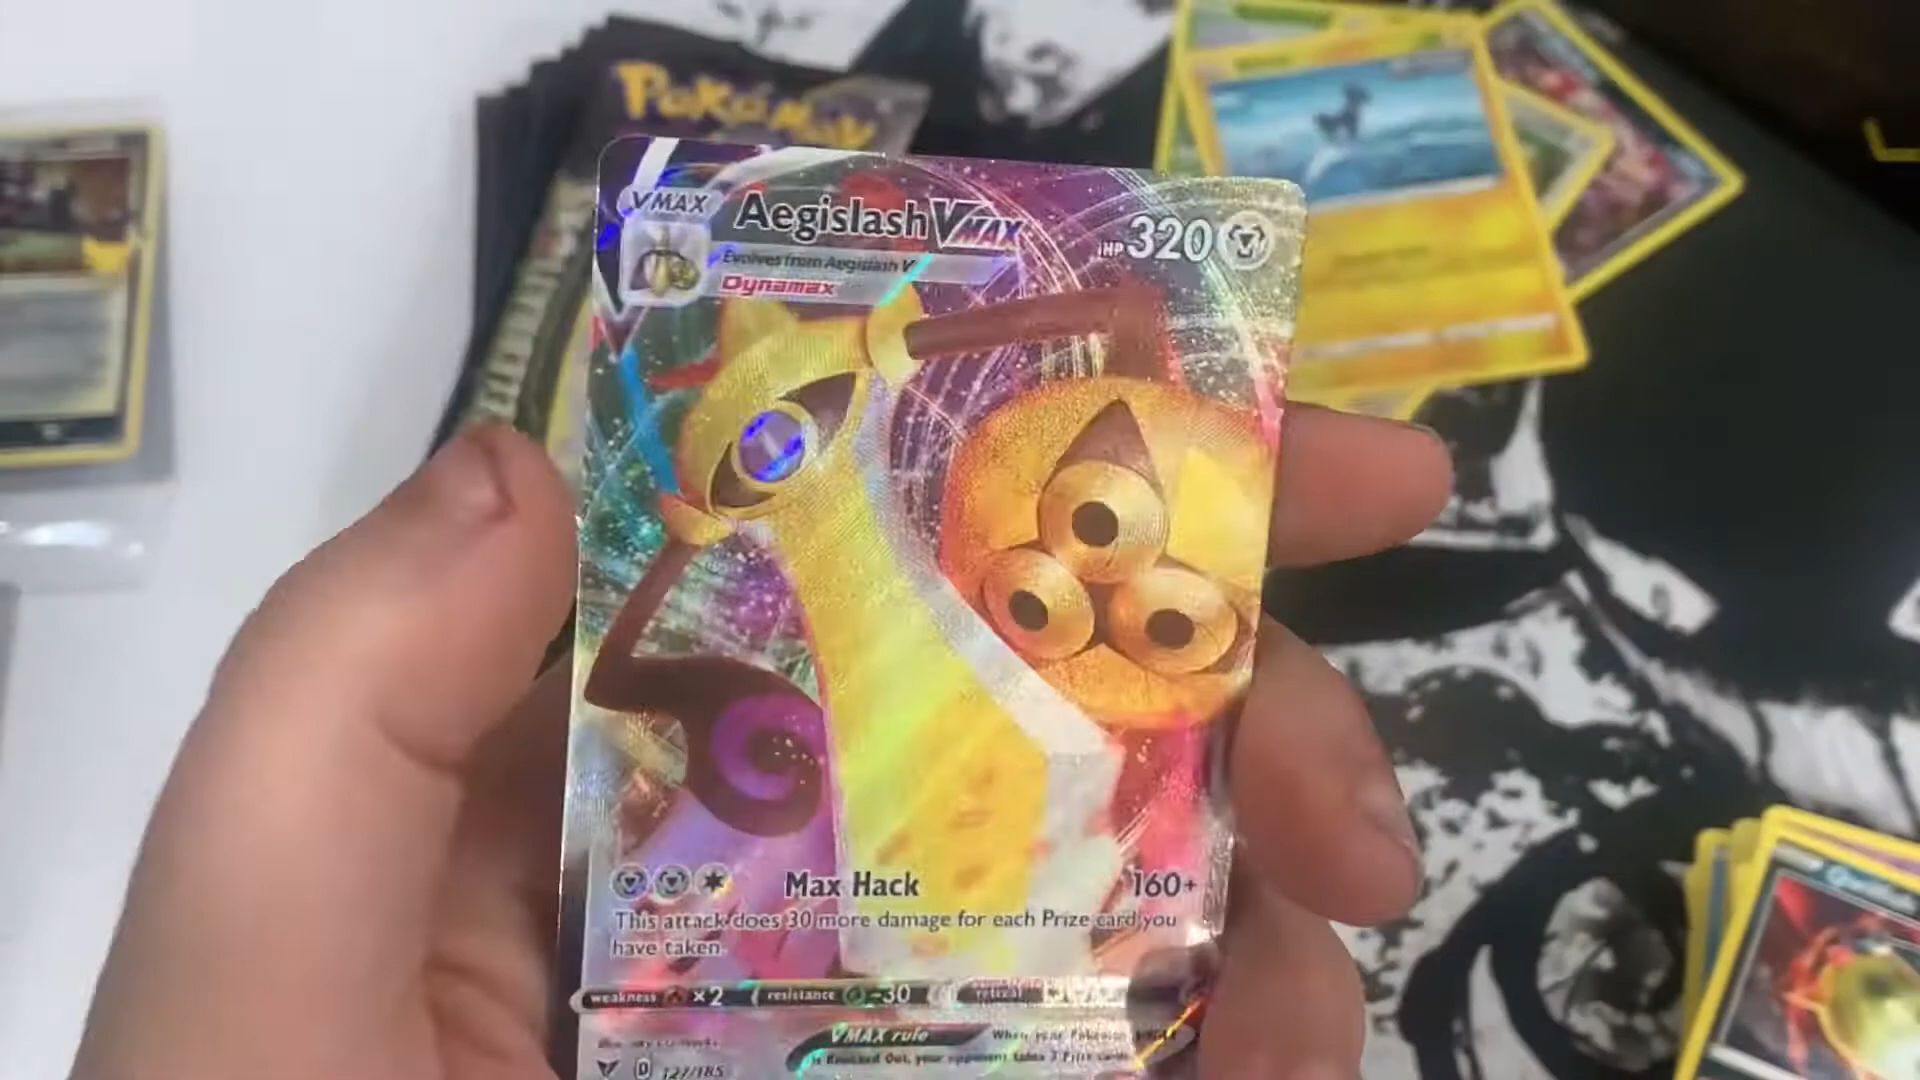 Pokémon
VMAX
Aegislash VMAX
HP 320
Evolves from Aegislash V
Dynamax
Max Hack 160+
This attack does 30 more damage for each Prize card you
have taken.
weakness ×2 resistance -30 retreat
VMAX rule When your Pokémon VMAX
is Knocked Out, your opponent takes 3 Prize cards.
D 127/185